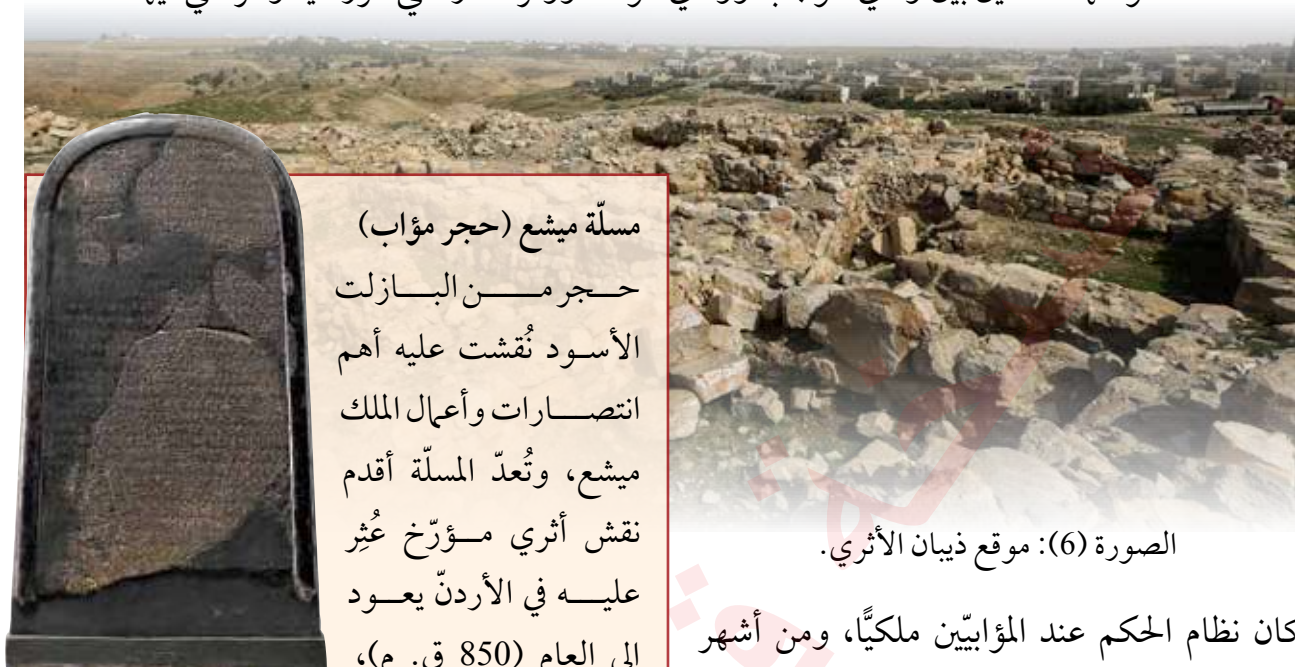 مسلّة ميشع (حجر مؤاب)
حجر من البازلت
الأسود نُقشت عليه أهم
انتصارات وأعمال الملك
ميشع، وتُعدّ المسلّة أقدم
نقش أثري مؤرّخ عُثِر
عليه في الأردنّ يعود
إلى العام (850 ق. م)،
الصورة (6): موقع ذيبان الأثري.
كان نظام الحكم عند المؤابيّين ملكيًّا، ومن أشهر